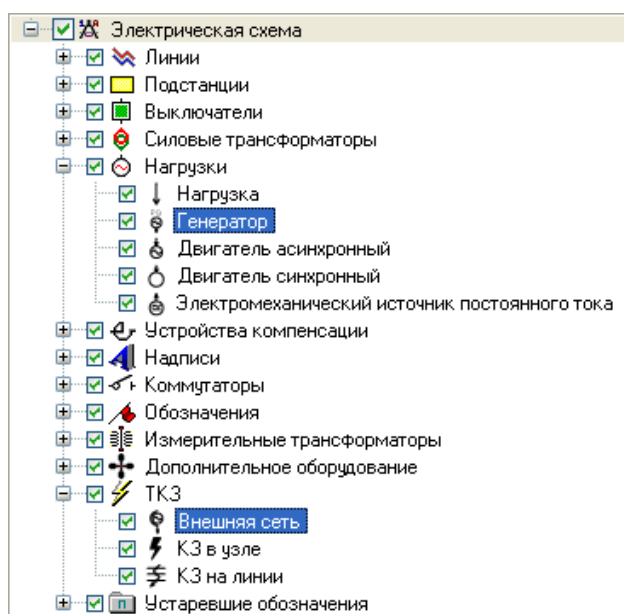 Электрическая схема
Линии
Подстанции
Выключатели
Силовые трансформаторы
Нагрузки
Нагрузка
Генератор
Двигатель асинхронный
Двигатель синхронный
Электромеханический источник постоянного тока
Устройства компенсации
Надписи
Коммутаторы
Обозначения
Измерительные трансформаторы
Дополнительное оборудование
ТКЗ
Внешняя сеть
КЗ в узле
КЗ на линии
Устаревшие обозначения